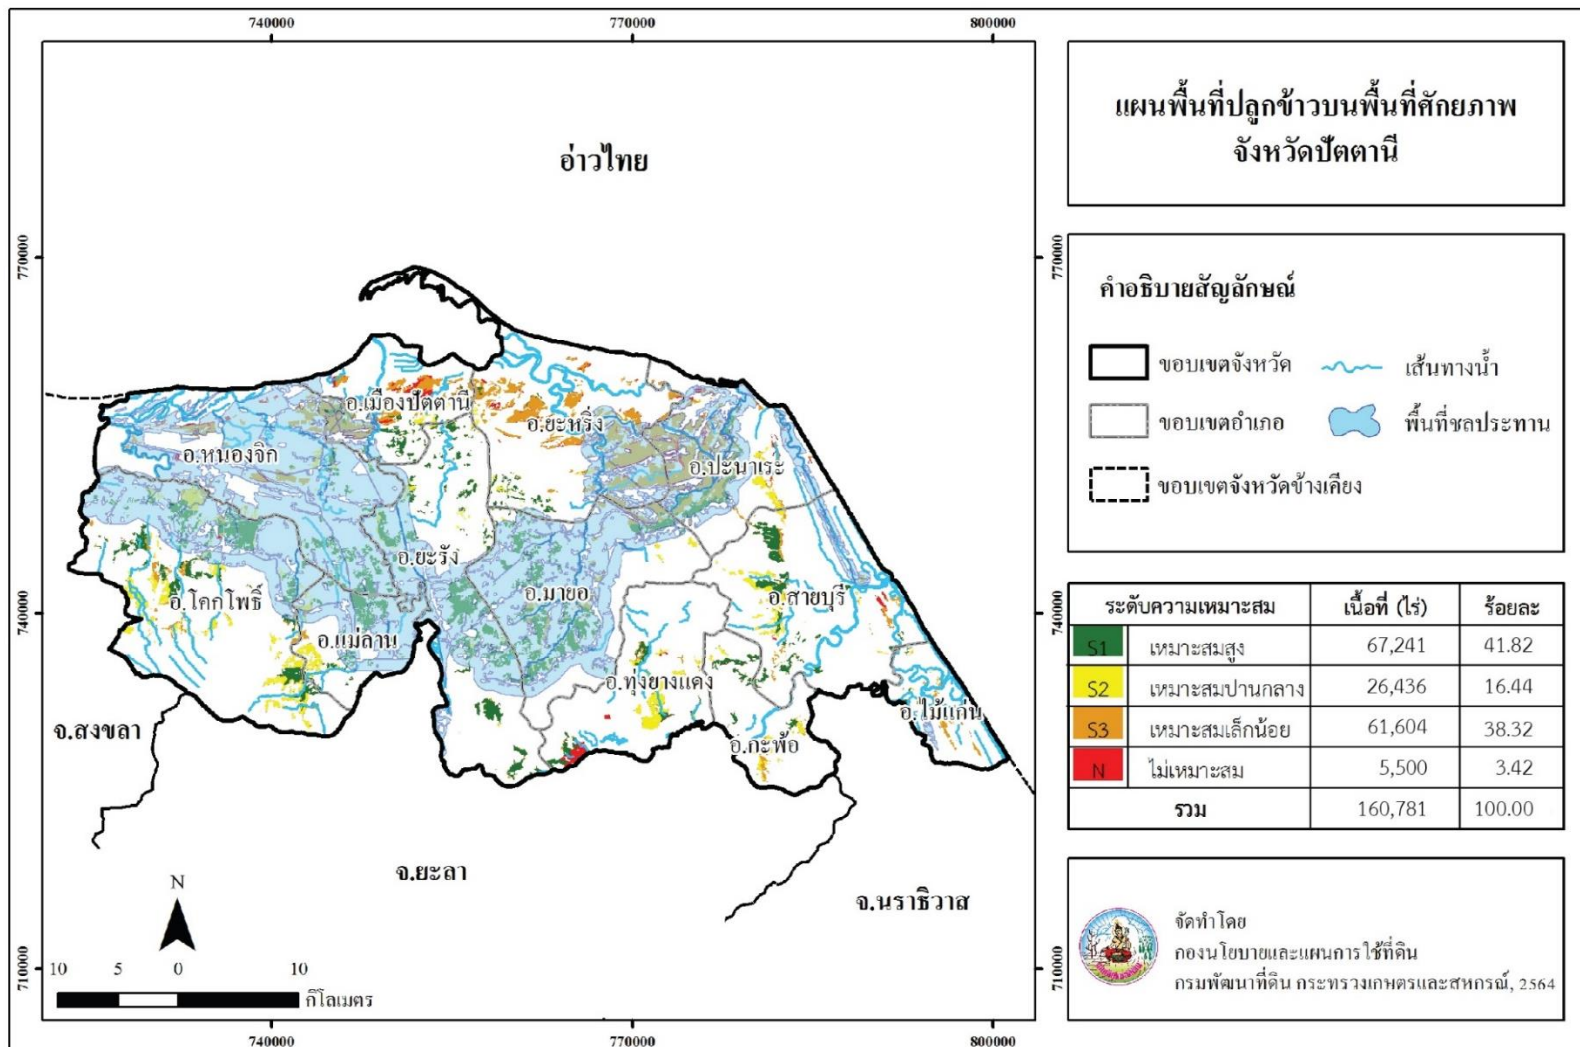 740000
770000
800000
770000
740000
710000
อ่าวไทย
อ.เมืองปัตตานี
อ.ยะหริ่ง
อ.หนองจิก
อ.ปะนาเระ
อ.ยะรัง
อ.มายอ
อ.สายบุรี
อ.โคกโพธิ์
อ.แม่ลาน
อ.ทุ่งยางแดง
อ.ไม้แก่น
อ.กะพ้อ
จ.สงขลา
จ.ยะลา
จ.นราธิวาส
N
10 5 0 10
กิโลเมตร
770000
740000
710000
740000
770000
800000
แผนพื้นที่ปลูกข้าวบนพื้นที่ศักยภาพ
จังหวัดปัตตานี
คำอธิบายสัญลักษณ์
ขอบเขตจังหวัด เส้นทางน้ำ
ขอบเขตอำเภอ พื้นที่ชลประทาน
ขอบเขตจังหวัดข้างเคียง
ระดับความเหมาะสม เนื้อที่ (ไร่) ร้อยละ
S1 เหมาะสมสูง 67,241 41.82
S2 เหมาะสมปานกลาง 26,436 16.44
S3 เหมาะสมเล็กน้อย 61,604 38.32
N ไม่เหมาะสม 5,500 3.42
รวม 160,781 100.00
จัดทำโดย
กองนโยบายและแผนการใช้ที่ดิน
กรมพัฒนาที่ดิน กระทรวงเกษตรและสหกรณ์, 2564